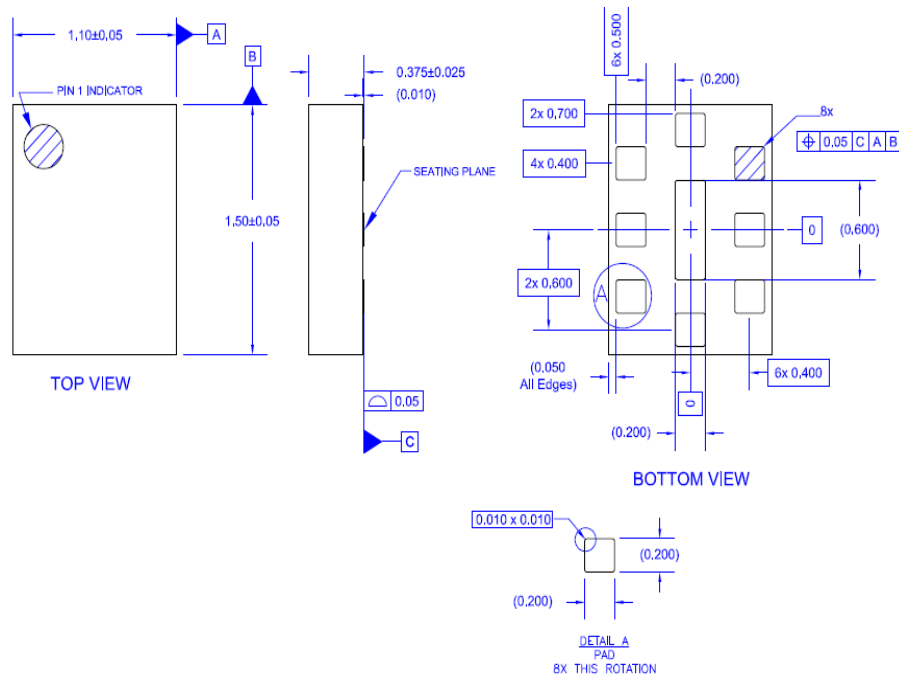 1,10±0,05
A
B
PIN 1 INDICATOR
1,50±0,05
TOP VIEW
0.375±0.025
(0.010)
SEATING PLANE
⌓ 0.05
C
6x 0.500
(0.200)
2x 0,700
8x
⌖ 0.05 C A B
4x 0.400
0
(0,600)
2x 0,600
A
(0.050
All Edges)
6x 0,400
0
(0.200)
BOTTOM VIEW
0.010 x 0.010
(0,200)
(0.200)
DETAIL A
PAD
8X THIS ROTATION